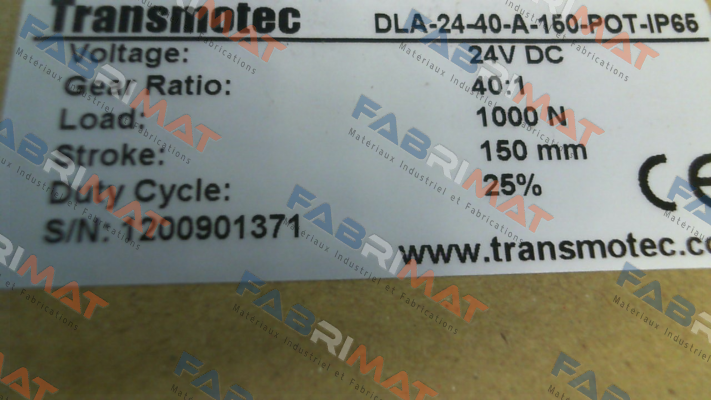 Transmotec DLA-24-40-A-150-POT-IP65
Voltage: 24V DC
Gear Ratio: 40:1
Load: 1000 N
Stroke: 150 mm
Duty Cycle: 25%
S/N: 1200901371
CE
www.transmotec.co
FABRIMAT
Materiaux Industriel et Fabrications